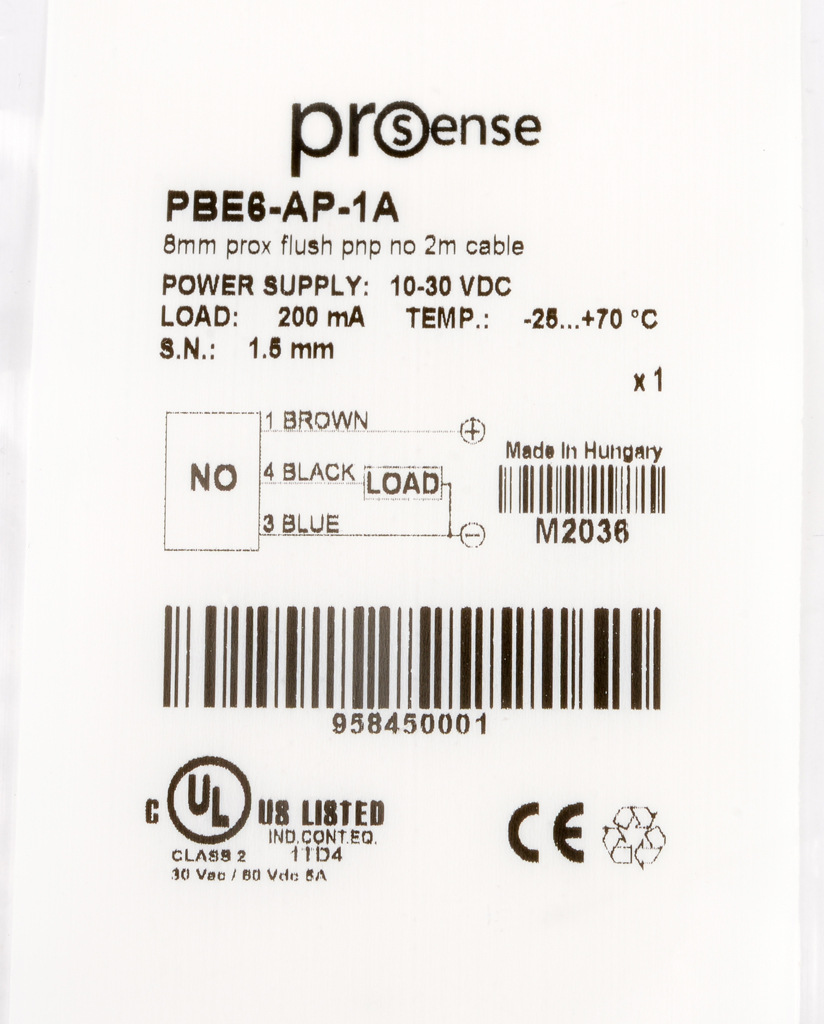 prosense
PBE6-AP-1A
8mm prox flush pnp no 2m cable
POWER SUPPLY: 10-30 VDC
LOAD: 200 mA TEMP.: -25...+70 °C
S.N.: 1.5 mm
x 1
1 BROWN
NO
4 BLACK
LOAD
3 BLUE
Made In Hungary
M2036
958450001
C UL US LISTED
IND.CONT.EQ.
CLASS 2 11D4
30 Vac / 60 Vdc 5A
CE